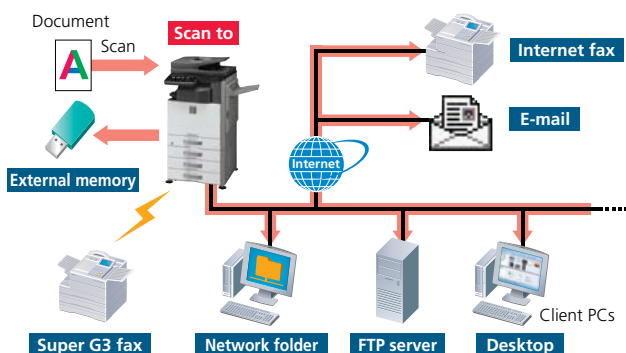 Document
Scan
A
Scan to
Internet fax
E-mail
Internet
External memory
Client PCs
Super G3 fax
Network folder
FTP server
Desktop